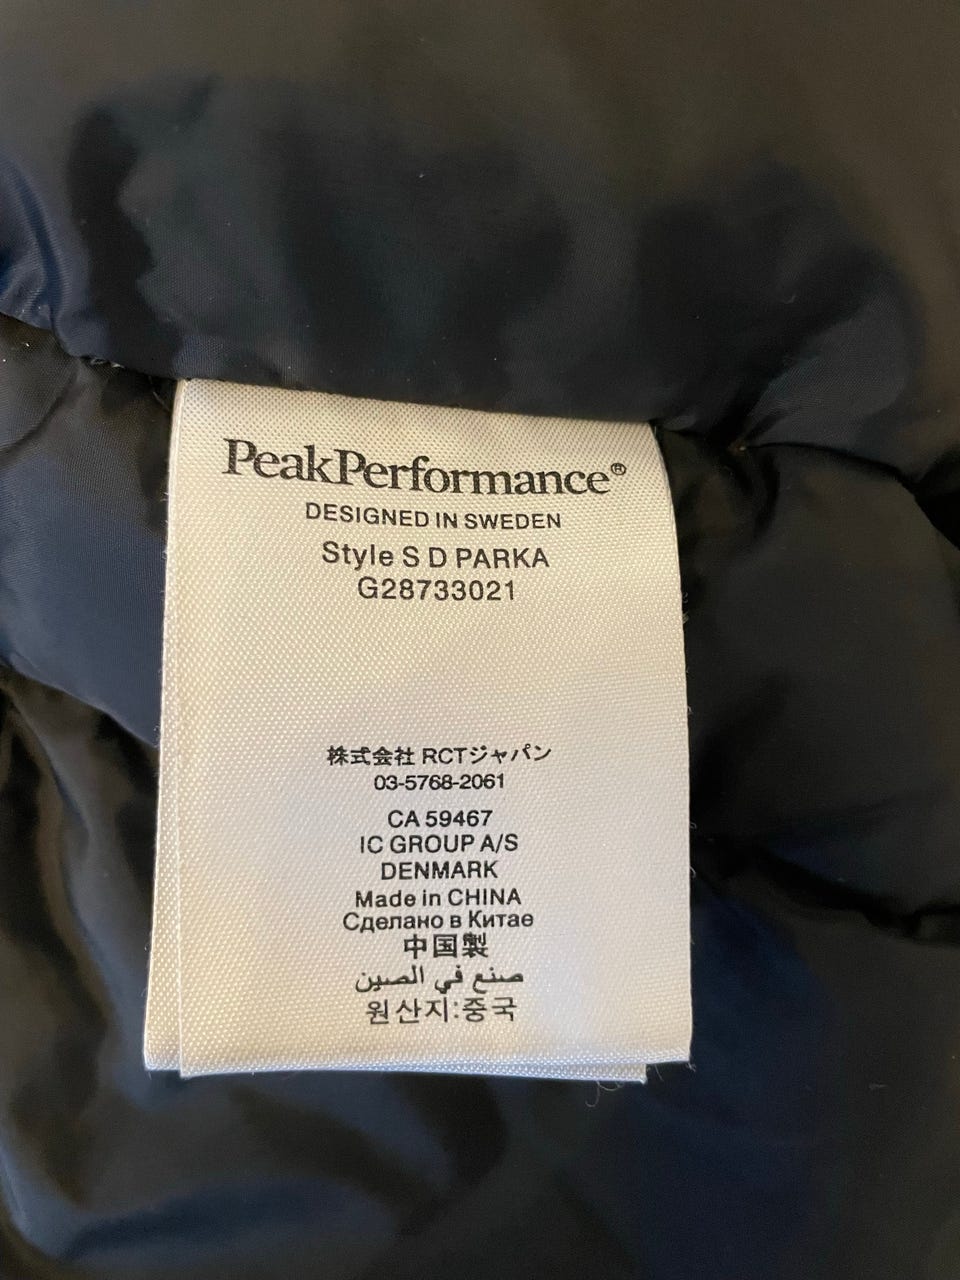 PeakPerformance®
DESIGNED IN SWEDEN
Style S D PARKA
G28733021
株式会社 RCTジャパン
03-5768-2061
CA 59467
IC GROUP A/S
DENMARK
Made in CHINA
Сделано в Китае
中国製
صنع في الصين
원산지:중국